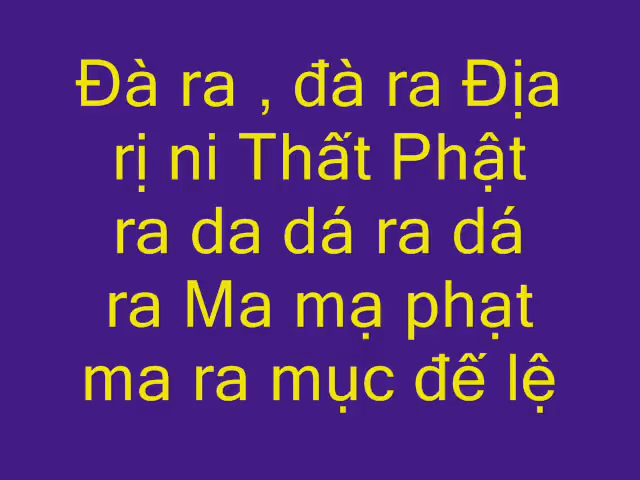 Đà ra , đà ra Địa
rị ni Thất Phật
ra da dá ra dá
ra Ma mạ phạt
ma ra mục đế lệ